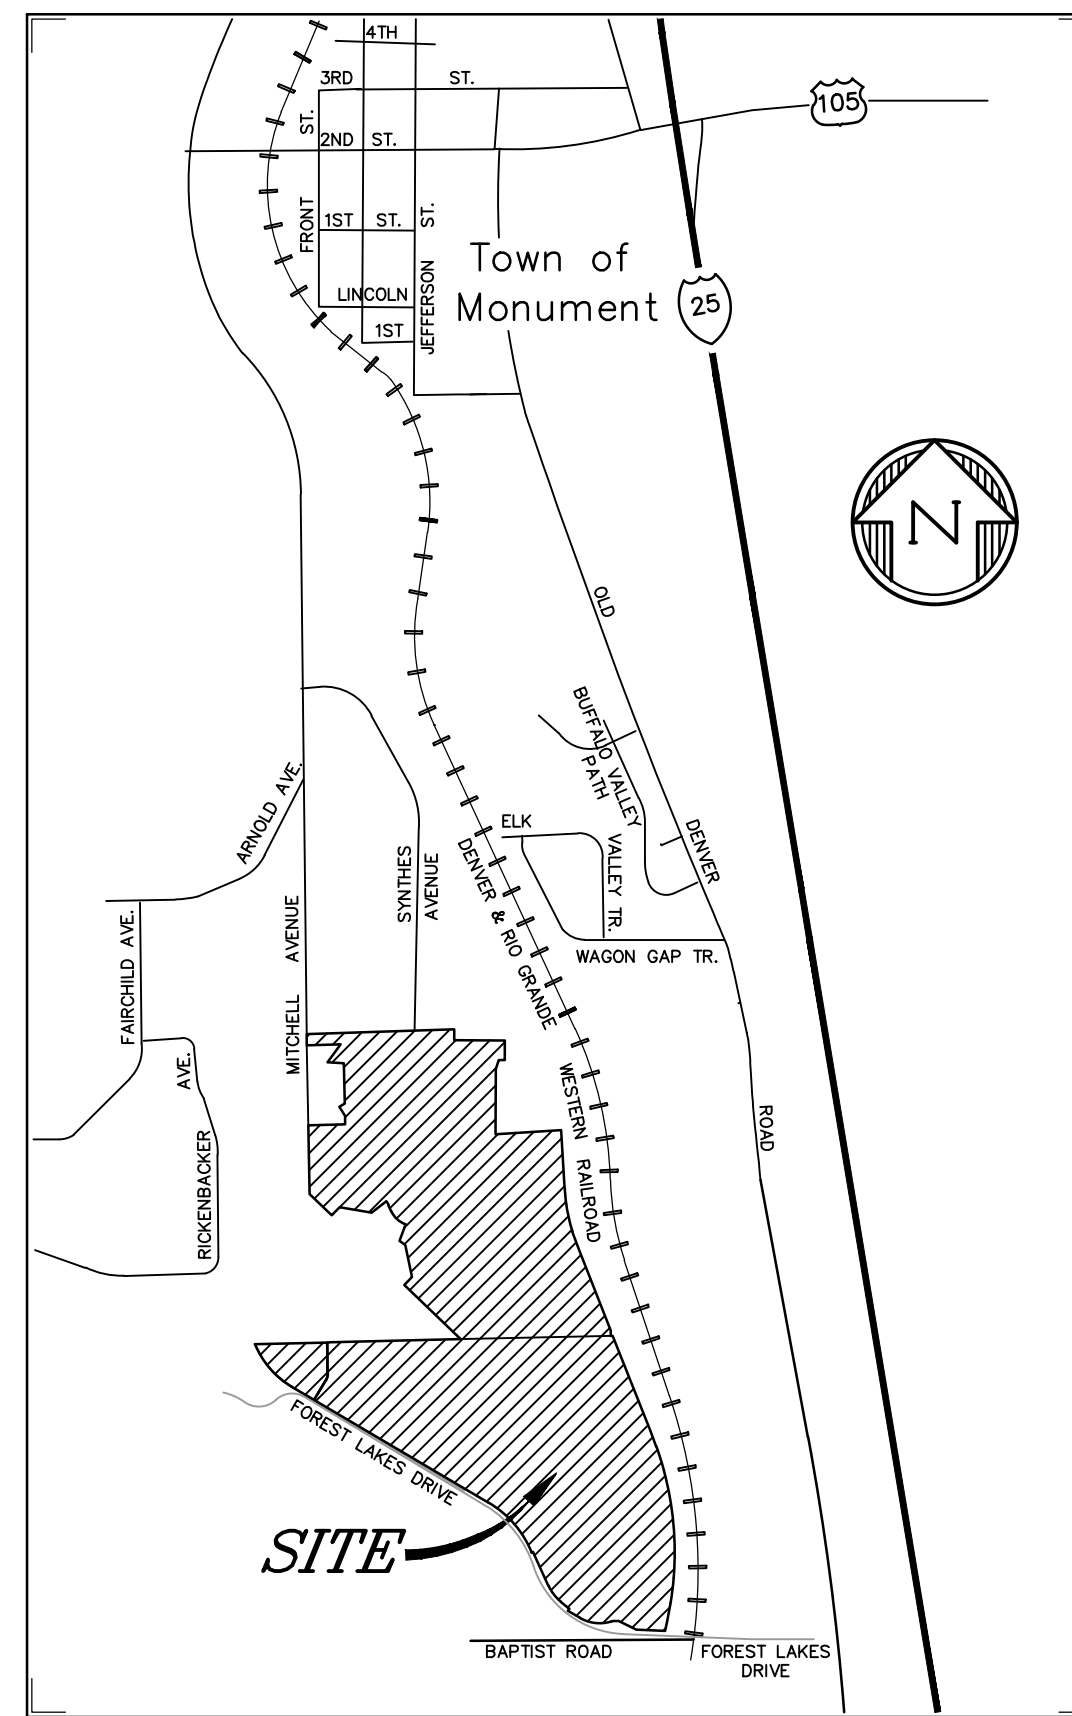 4TH
3RD ST.
105
2ND ST.
FRONT ST.
1ST ST.
JEFFERSON ST.
Town of
Monument
LINCOLN
25
1ST
N
OLD
DENVER
ROAD
BUFFALO VALLEY
PATH
ARNOLD AVE.
ELK
VALLEY TR.
SYNTHES
AVENUE
DENVER & RIO GRANDE
WESTERN RAILROAD
WAGON GAP TR.
MITCHELL AVENUE
FAIRCHILD AVE.
RICKENBACKER
AVE.
FOREST LAKES DRIVE
SITE
BAPTIST ROAD
FOREST LAKES
DRIVE